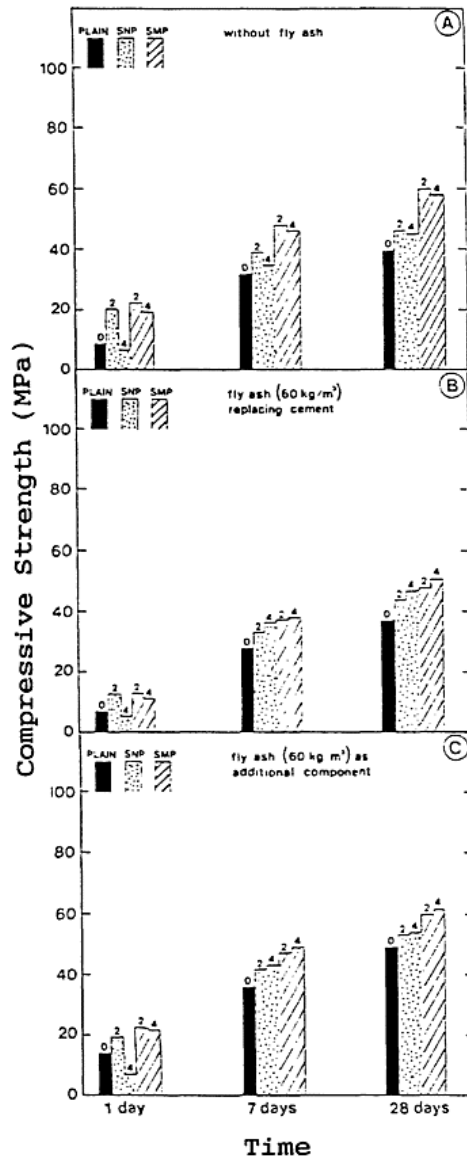 A
PLAIN SNP SMP without fly ash
100
80
60
40
20
0
0 2 4 2 4
0 2 4 2 4
0 2 4 2 4
B
PLAIN SNP SMP fly ash (60 kg/m³)
replacing cement
100
80
60
40
20
0
0 2 4 2 4
0 2 4 2 4
0 2 4 2 4
C
PLAIN SNP SMP fly ash (60 kg m³) as
additional component
100
80
60
40
20
0
0 2 4 2 4
0 2 4 2 4
0 2 4 2 4
1 day 7 days 28 days
Time
Compressive Strength (MPa)